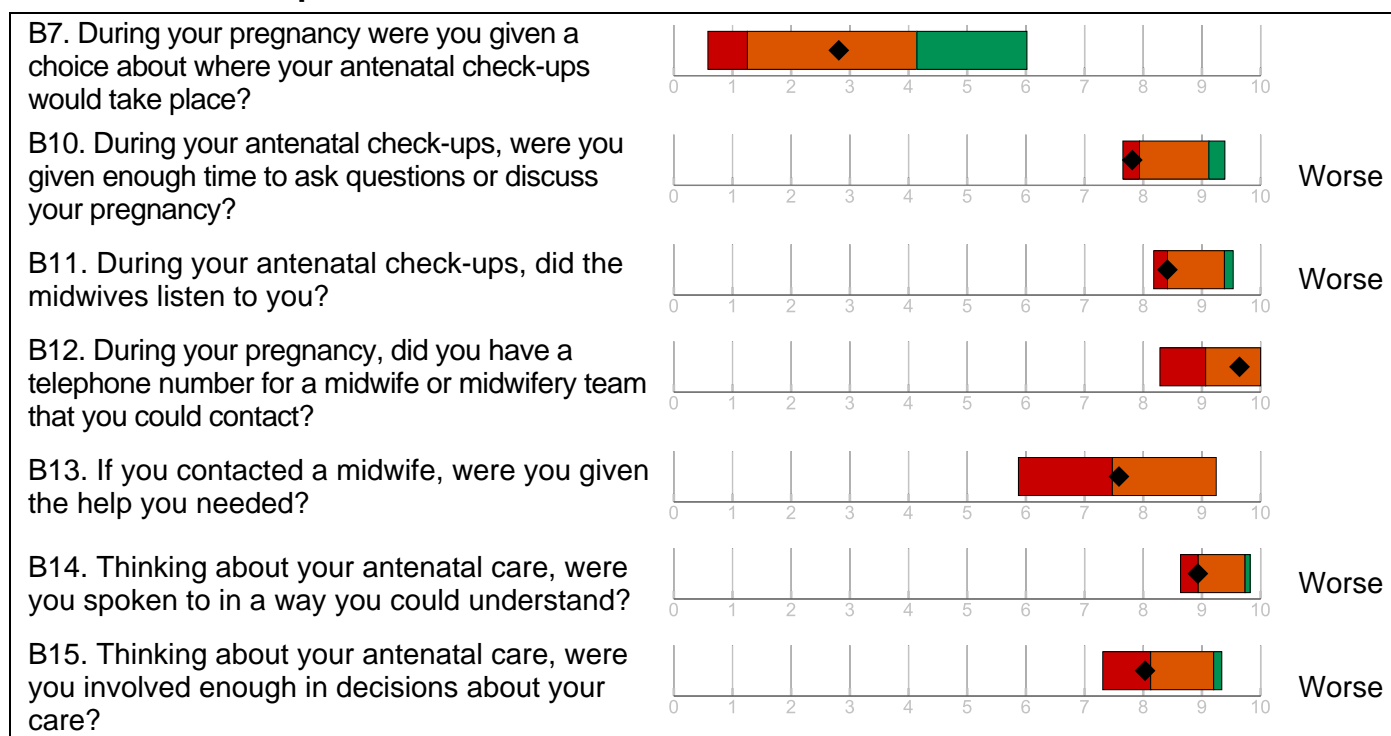 B7. During your pregnancy were you given a
choice about where your antenatal check-ups
would take place?
0 1 2 3 4 5 6 7 8 9 10
B10. During your antenatal check-ups, were you
given enough time to ask questions or discuss
your pregnancy?
0 1 2 3 4 5 6 7 8 9 10
Worse
B11. During your antenatal check-ups, did the
midwives listen to you?
0 1 2 3 4 5 6 7 8 9 10
Worse
B12. During your pregnancy, did you have a
telephone number for a midwife or midwifery team
that you could contact?
0 1 2 3 4 5 6 7 8 9 10
B13. If you contacted a midwife, were you given
the help you needed?
0 1 2 3 4 5 6 7 8 9 10
B14. Thinking about your antenatal care, were
you spoken to in a way you could understand?
0 1 2 3 4 5 6 7 8 9 10
Worse
B15. Thinking about your antenatal care, were
you involved enough in decisions about your
care?
0 1 2 3 4 5 6 7 8 9 10
Worse